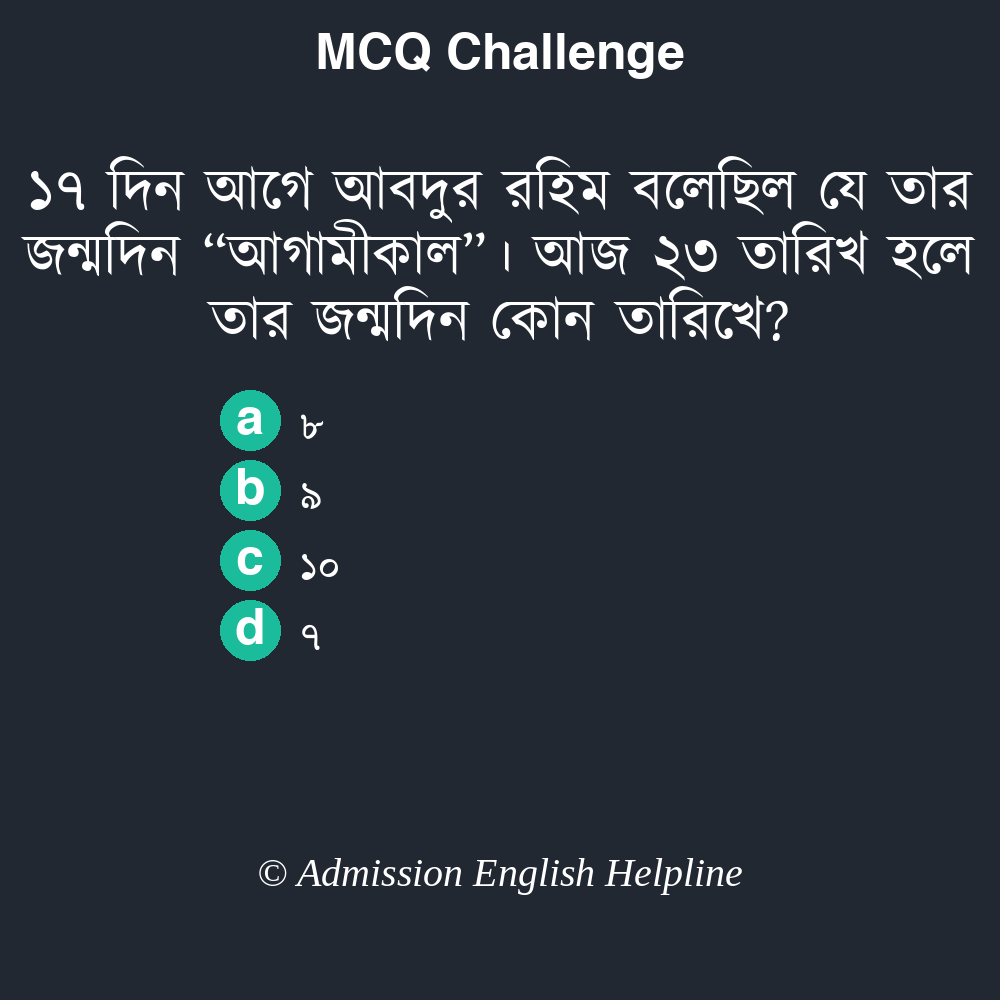 MCQ Challenge
১৭ দিন আগে আবদুর রহিম বলেছিল যে তার
জন্মদিন “আগামীকাল”। আজ ২৩ তারিখ হলে
তার জন্মদিন কোন তারিখে?
a ৮
b ৯
c ১০
d ৭
© Admission English Helpline